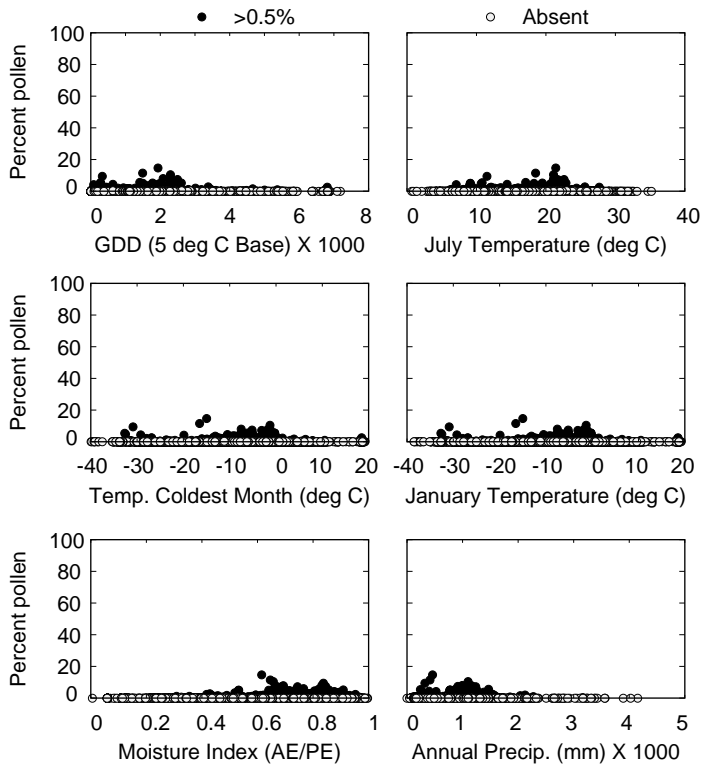 >0.5% Absent
100
80
60
40
20
0
Percent pollen
0 2 4 6 8
GDD (5 deg C Base) X 1000
0 10 20 30 40
July Temperature (deg C)
100
80
60
40
20
0
Percent pollen
-40 -30 -20 -10 0 10 20
Temp. Coldest Month (deg C)
-40 -30 -20 -10 0 10 20
January Temperature (deg C)
100
80
60
40
20
0
Percent pollen
0 0.2 0.4 0.6 0.8 1
Moisture Index (AE/PE)
0 1 2 3 4 5
Annual Precip. (mm) X 1000